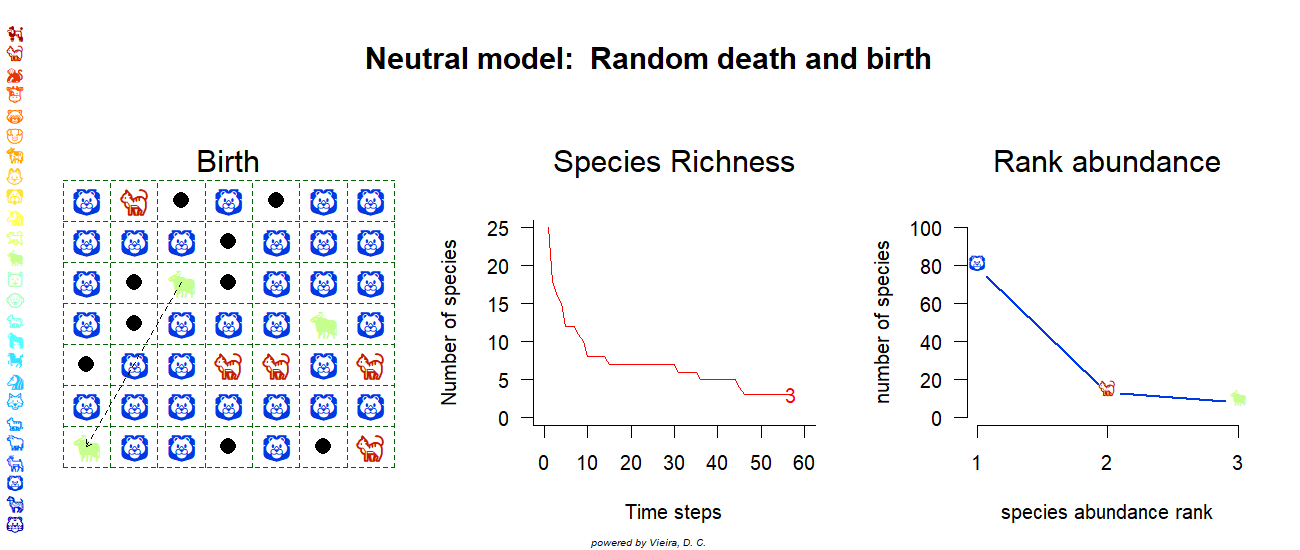 Neutral model:  Random death and birth
Birth
Species Richness
Number of species
25
20
15
10
5
0
3
0 10 20 30 40 50 60
Time steps
Rank abundance
number of species
100
80
60
40
20
0
1 2 3
species abundance rank
powered by Vieira, D. C.